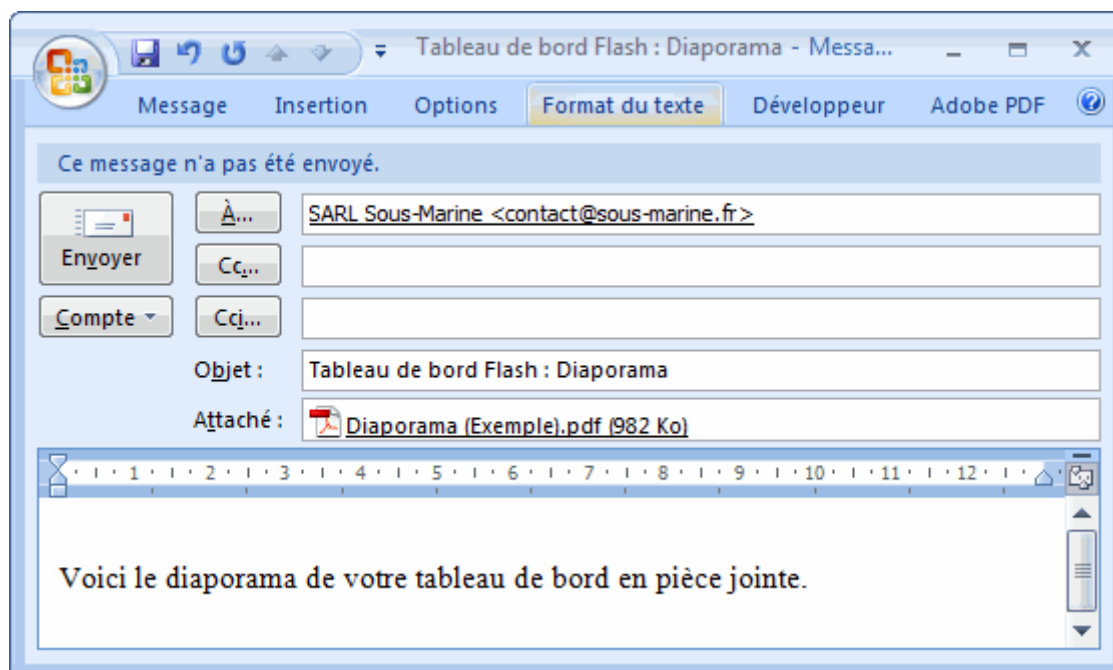 Tableau de bord Flash : Diaporama - Messa...
Message Insertion Options Format du texte Développeur Adobe PDF
Ce message n'a pas été envoyé.
Envoyer
À... SARL Sous-Marine <contact@sous-marine.fr>
Cc...
Compte Cci...
Objet : Tableau de bord Flash : Diaporama
Attaché : Diaporama (Exemple).pdf (982 Ko)
1 2 3 4 5 6 7 8 9 10 11 12
Voici le diaporama de votre tableau de bord en pièce jointe.